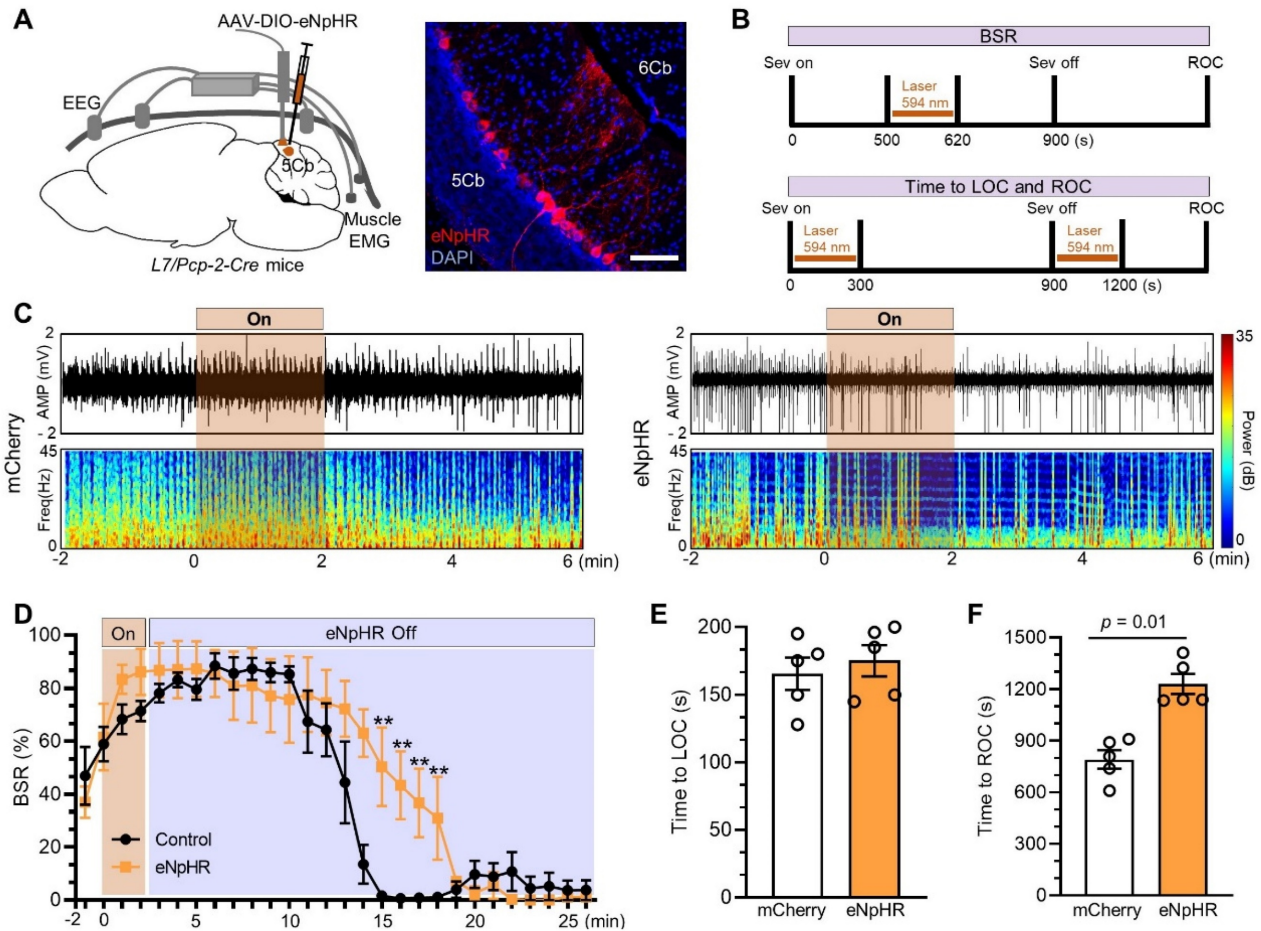 A
AAV-DIO-eNpHR
EEG
5Cb
Muscle
EMG
L7/Pcp-2-Cre mice
6Cb
5Cb
eNpHR
DAPI
B
BSR
Sev on
Sev off
ROC
Laser
594 nm
0
500
620
900 (s)
Time to LOC and ROC
Sev on
Sev off
ROC
Laser
594 nm
Laser
594 nm
0
300
900
1200 (s)
C
On
On
mCherry
AMP (mV)
2
-2
Freq(Hz)
45
0
-2
0
2
4
6 (min)
eNpHR
AMP (mV)
2
-2
Freq(Hz)
45
0
-2
0
2
4
6 (min)
35
Power (dB)
0
D
On
eNpHR Off
BSR (%)
100
80
60
40
20
0
** ** ** **
Control
eNpHR
-2 0 5 10 15 20 25 (min)
E
Time to LOC (s)
200
150
100
50
0
mCherry eNpHR
F
p = 0.01
Time to ROC (s)
1500
1200
900
600
300
0
mCherry eNpHR